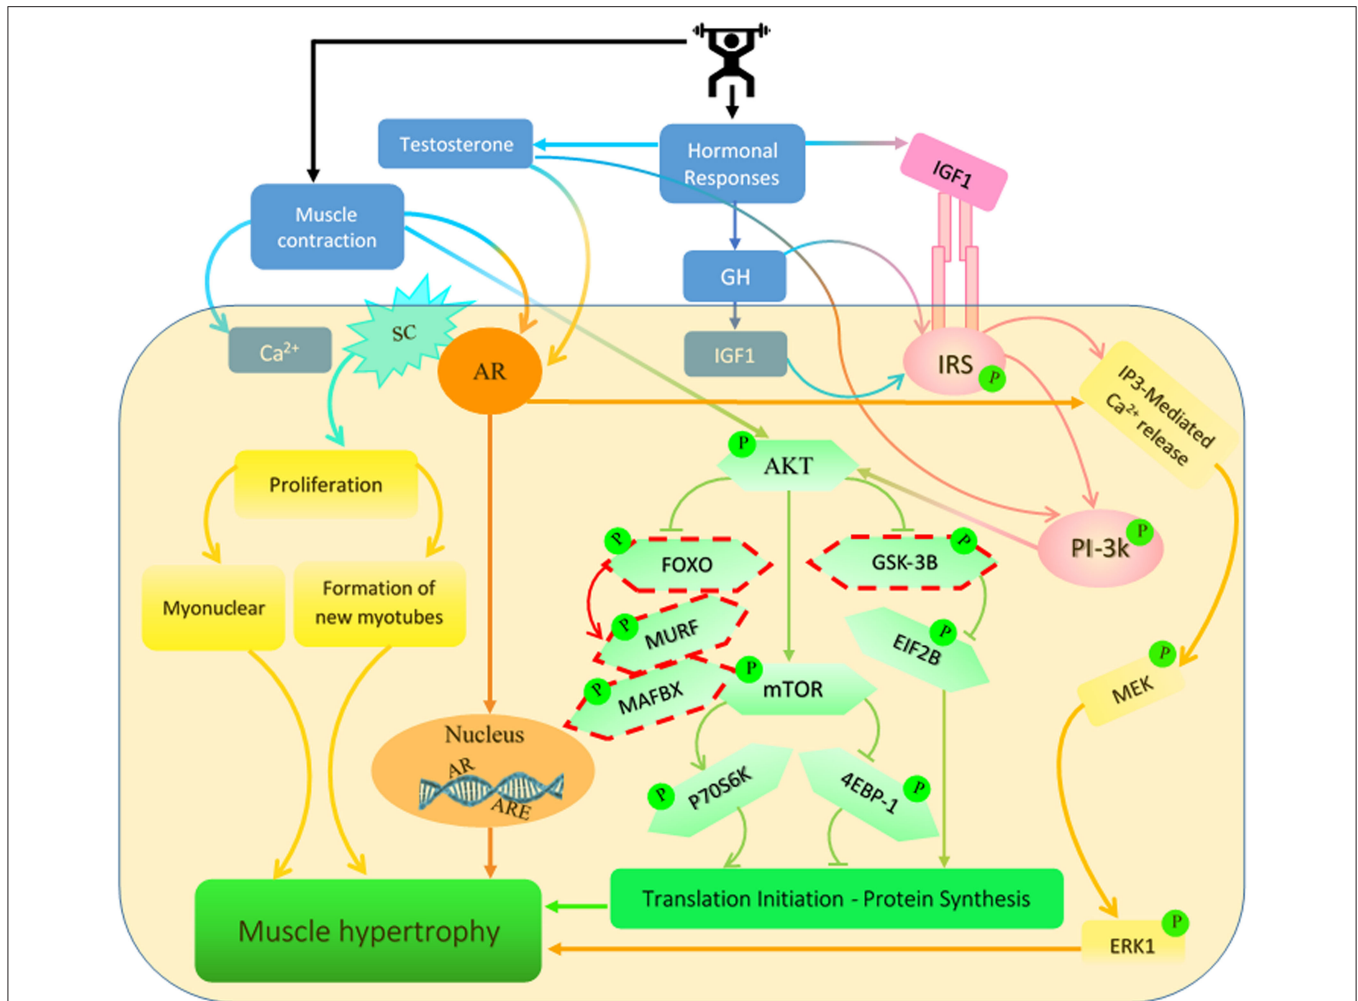 Testosterone
Hormonal
Responses
IGF1
Muscle
contraction
GH
SC
Ca²⁺
AR
IGF1
IRS
P
IP3-Mediated
Ca²⁺ release
P
AKT
Proliferation
P
FOXO
P
GSK-3B
P
PI-3k
Myonuclear
Formation of
new myotubes
P
MURF
P
EIF2B
P
MAFBX
P
mTOR
P
MEK
Nucleus
AR
ARE
P
P70S6K
P
4EBP-1
Translation Initiation - Protein Synthesis
Muscle hypertrophy
P
ERK1